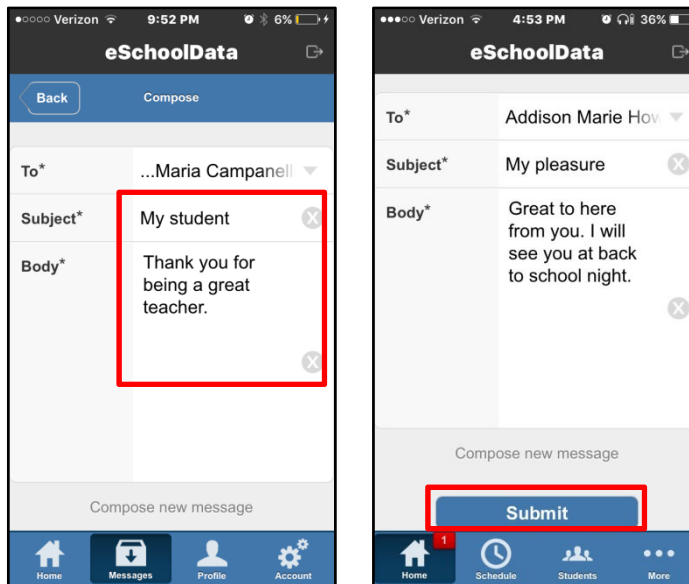 Verizon 9:52 PM 6%
eSchoolData
Back Compose
To* ...Maria Campanell
Subject* My student
Body* Thank you for
being a great
teacher.
Compose new message
Home Messages Profile Account
Verizon 4:53 PM 36%
eSchoolData
To* Addison Marie How
Subject* My pleasure
Body* Great to here
from you. I will
see you at back
to school night.
Compose new message
Submit
1
Home Schedule Students More